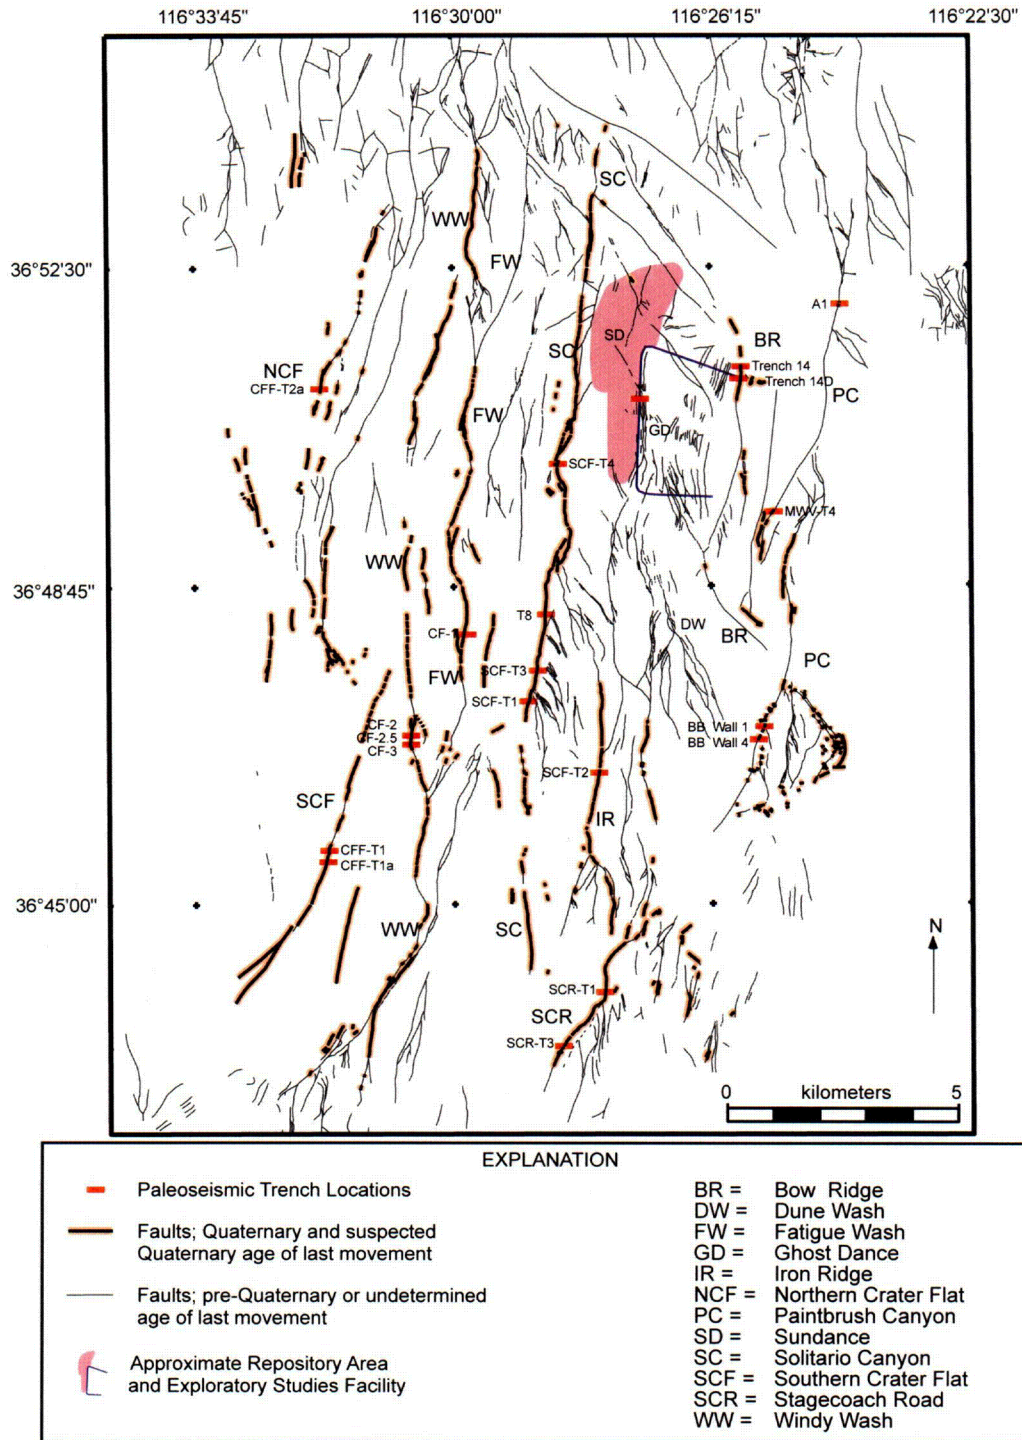 116°33'45" 116°30'00" 116°26'15" 116°22'30"
SC
WW
FW
36°52'30"
A1
SD
BR
SC
NCF
Trench 14
CFF-T2a
Trench 14D
PC
FW
GD
SCF-T4
MWV-T4
WW
36°48'45"
T8
DW
CF-1
BR
PC
SCF-T3
FW
SCF-T1
CF-2
BB Wall 1
CF-2.5
BB Wall 4
CF-3
SCF-T2
SCF
IR
CFF-T1
CFF-T1a
36°45'00"
WW
SC
N
SCR-T1
SCR
SCR-T3
0 kilometers 5
EXPLANATION
Paleoseismic Trench Locations
Faults; Quaternary and suspected
Quaternary age of last movement
Faults; pre-Quaternary or undetermined
age of last movement
Approximate Repository Area
and Exploratory Studies Facility
BR = Bow Ridge
DW = Dune Wash
FW = Fatigue Wash
GD = Ghost Dance
IR = Iron Ridge
NCF = Northern Crater Flat
PC = Paintbrush Canyon
SD = Sundance
SC = Solitario Canyon
SCF = Southern Crater Flat
SCR = Stagecoach Road
WW = Windy Wash